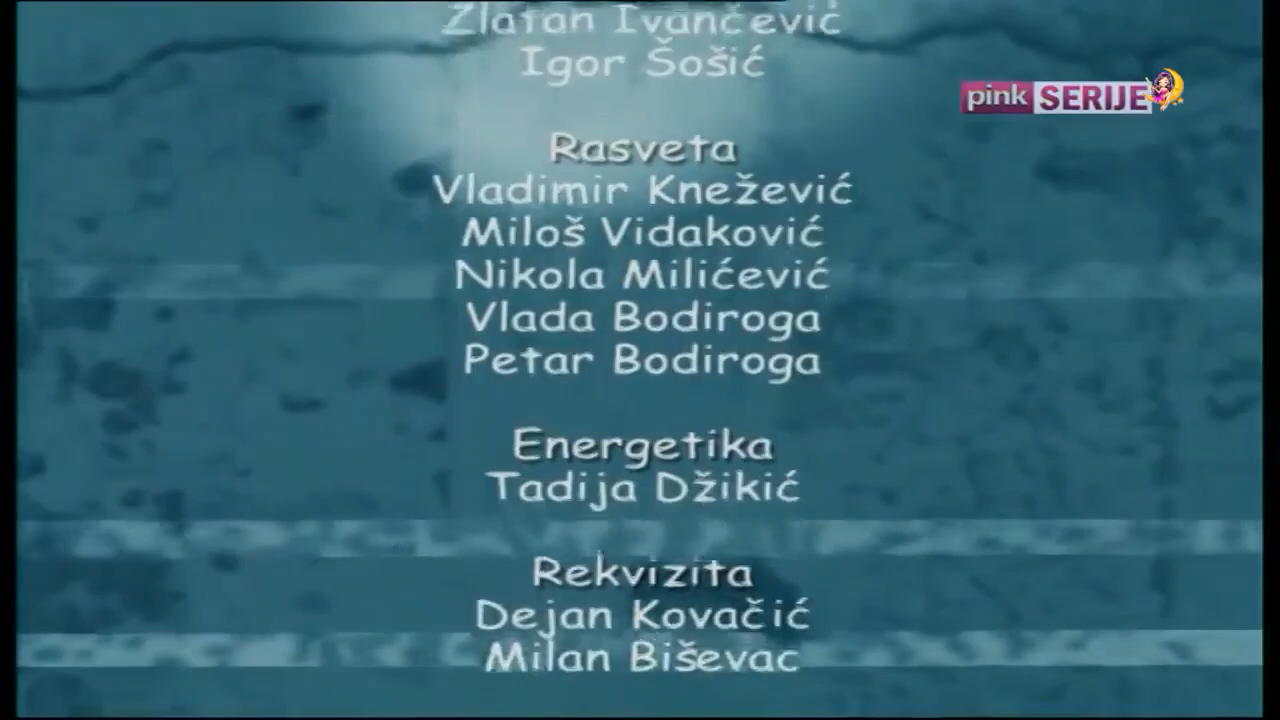 Zlatan Ivančević
Igor Šošić
pink SERIJE
Rasveta
Vladimir Knežević
Miloš Vidaković
Nikola Milićević
Vlada Bodiroga
Petar Bodiroga
Energetika
Tadija Džikić
Rekvizita
Dejan Kovačić
Milan Biševac